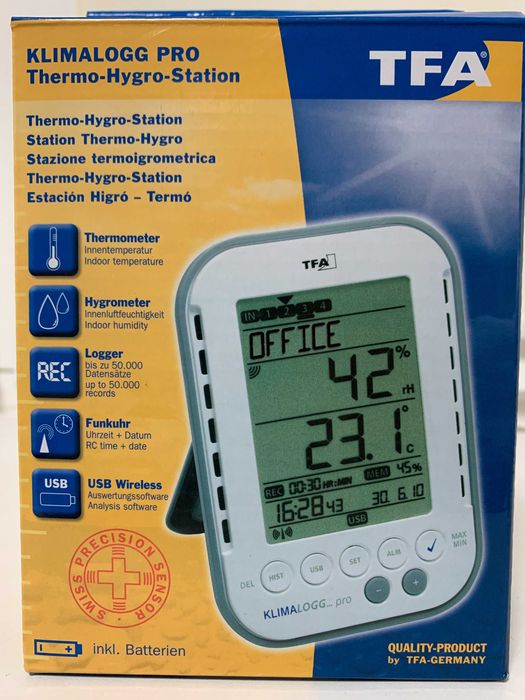 KLIMALOGG PRO
Thermo-Hygro-Station
TFA®
Thermo-Hygro-Station
Station Thermo-Hygro
Stazione termoigrometrica
Thermo-Hygro-Station
Estación Higró – Termó
Thermometer
Innentemperatur
Indoor temperature
Hygrometer
Innenluftfeuchtigkeit
Indoor humidity
REC
Logger
bis zu 50.000
Datensätze
up to 50.000
records
Funkuhr
Uhrzeit + Datum
RC time + date
USB
USB Wireless
Auswertungssoftware
Analysis software
SWISS PRECISION SENSOR
inkl. Batterien
TFA
IN 1 2 3 4
OFFICE
42 % rH
23.1 °C
REC 00:30 HR:MIN MEM 45%
16:28 43 30. 6.10
USB
DEL HIST USB SET ALM ✓ MAX MIN
- +
KLIMALOGG pro
QUALITY-PRODUCT
by TFA-GERMANY